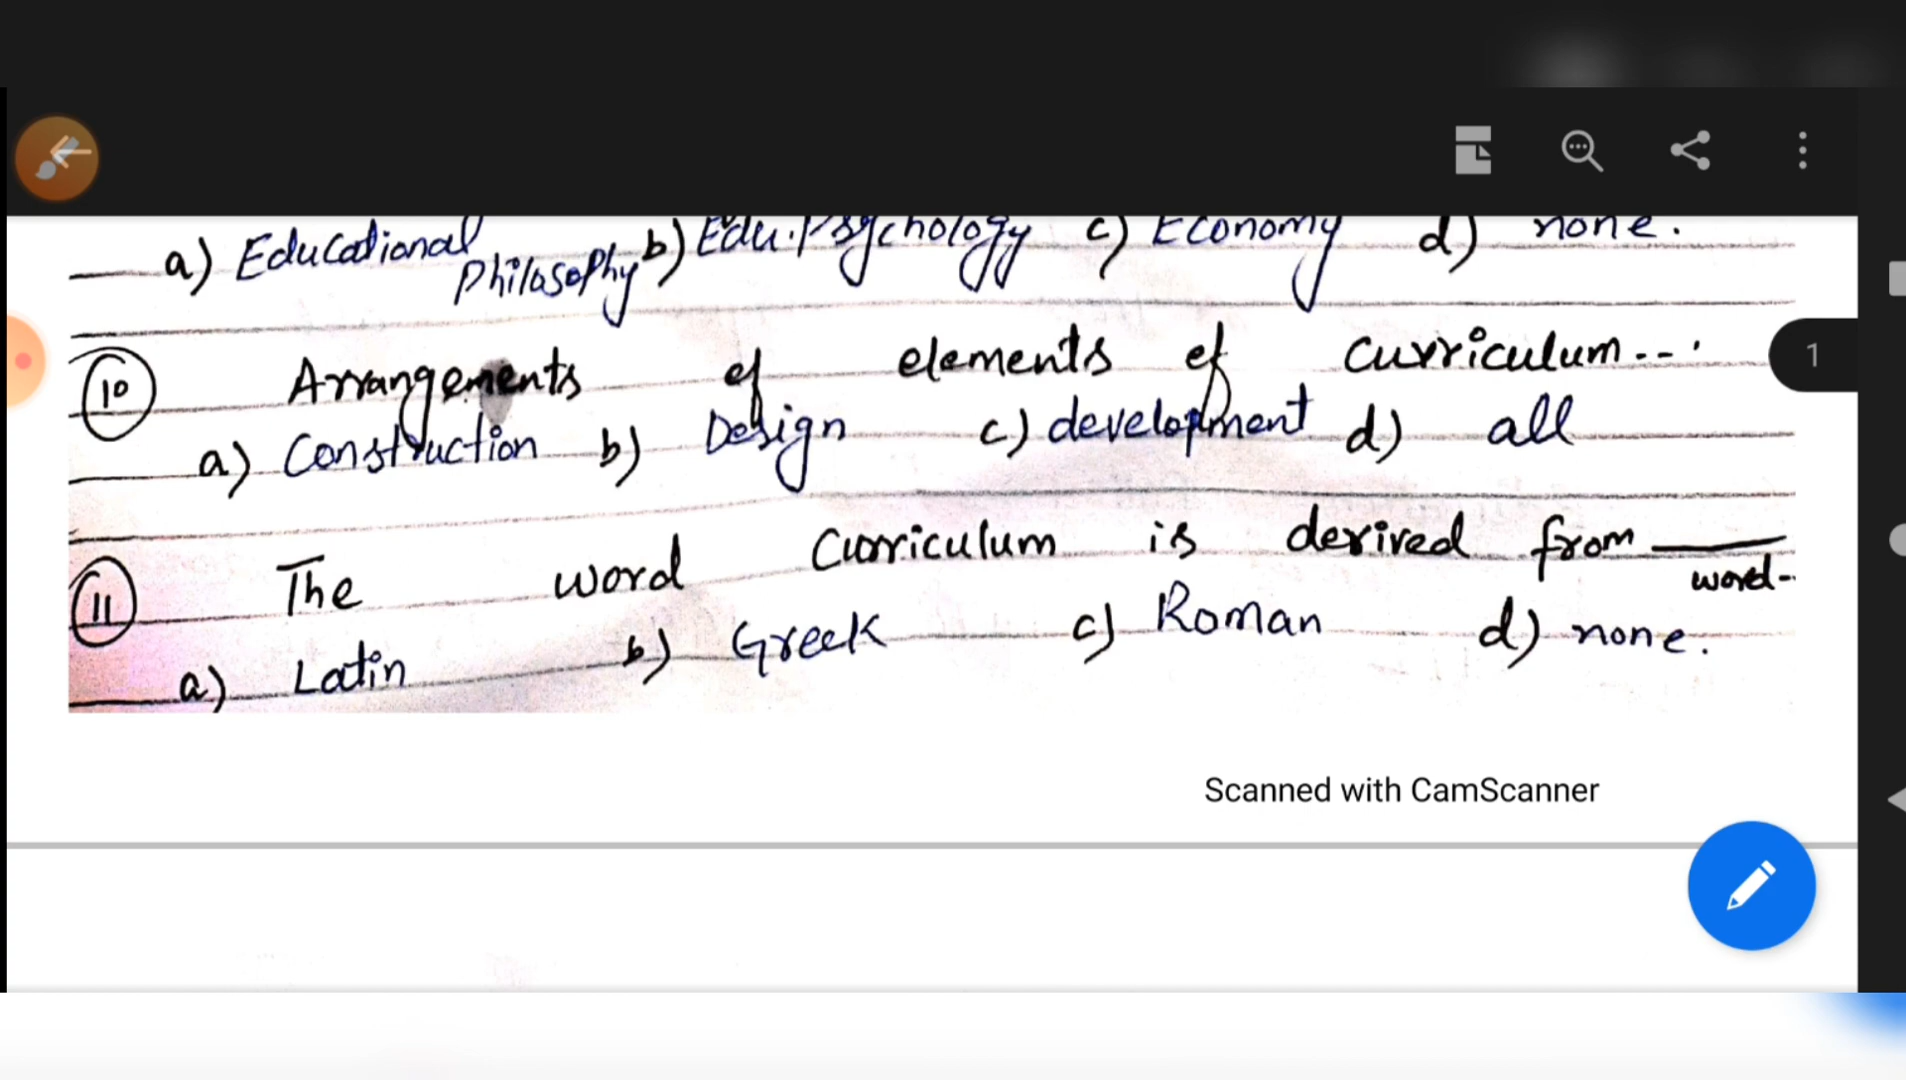 a) Educational Philosophy b) Edu. Psychology c) Economy d) none.
10 Arrangements of elements of curriculum...
a) Construction b) Design c) development d) all
11 The word Curriculum is derived from ____ word-
a) Latin b) Greek c) Roman d) none.
1
Scanned with CamScanner